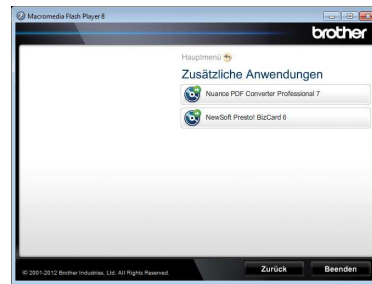 Macromedia Flash Player 8
brother
Hauptmenü
Zusätzliche Anwendungen
Nuance PDF Converter Professional 7
NewSoft Presto! BizCard 6
© 2001-2012 Brother Industries, Ltd. All Rights Reserved.
Zurück
Beenden